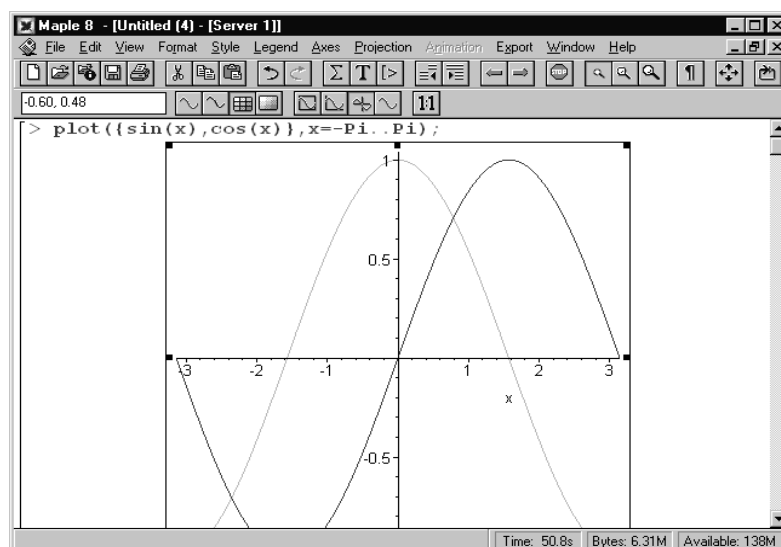 Maple 8 - [Untitled (4) - [Server 1]]
File Edit View Format Style Legend Axes Projection Animation Export Window Help
Σ T [> STOP ¶
-0.60, 0.48 1:1
[> plot({sin(x),cos(x)},x=-Pi..Pi);
1
0.5
-3 -2 -1 1 2 3
x
-0.5
Time: 50.8s Bytes: 6.31M Available: 138M